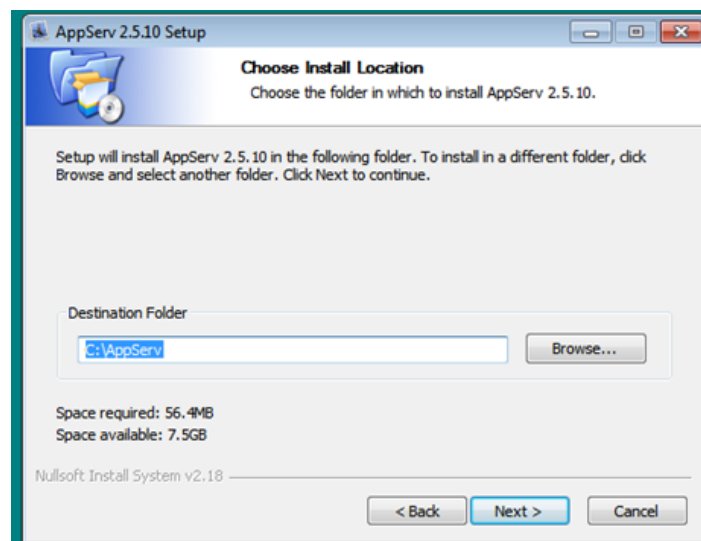 AppServ 2.5.10 Setup
Choose Install Location
Choose the folder in which to install AppServ 2.5.10.
Setup will install AppServ 2.5.10 in the following folder. To install in a different folder, click
Browse and select another folder. Click Next to continue.
Destination Folder
C:\AppServ
Browse...
Space required: 56.4MB
Space available: 7.5GB
Nullsoft Install System v2.18
< Back
Next >
Cancel